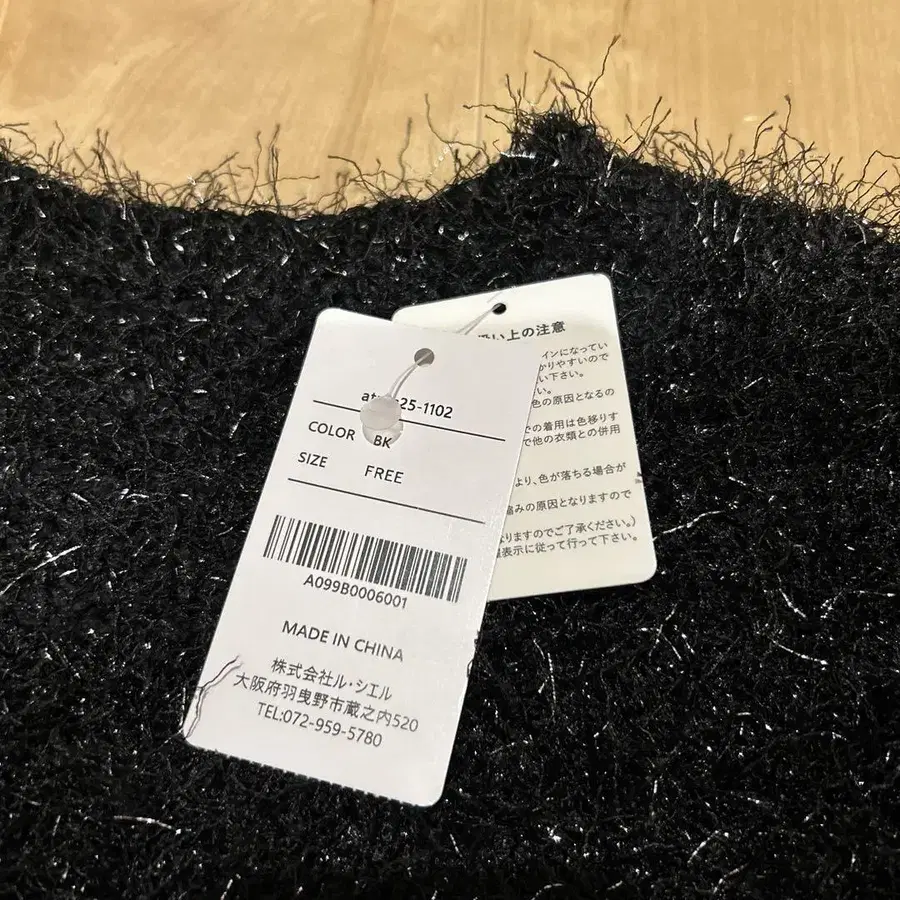 25-1102
COLOR BK
SIZE FREE
A099B0006001
MADE IN CHINA
株式会社ル・シエル
大阪府羽曳野市蔵之内520
TEL:072-959-5780
い上の注意
インになってい
かりやすいので
い下さい。
い。
色の原因となるの
での着用は色移りす
で他の衣類との併用
より、色が落ちる場合が
縮みの原因となりますので
なりますのでご了承ください。)
表示に従って行って下さい。